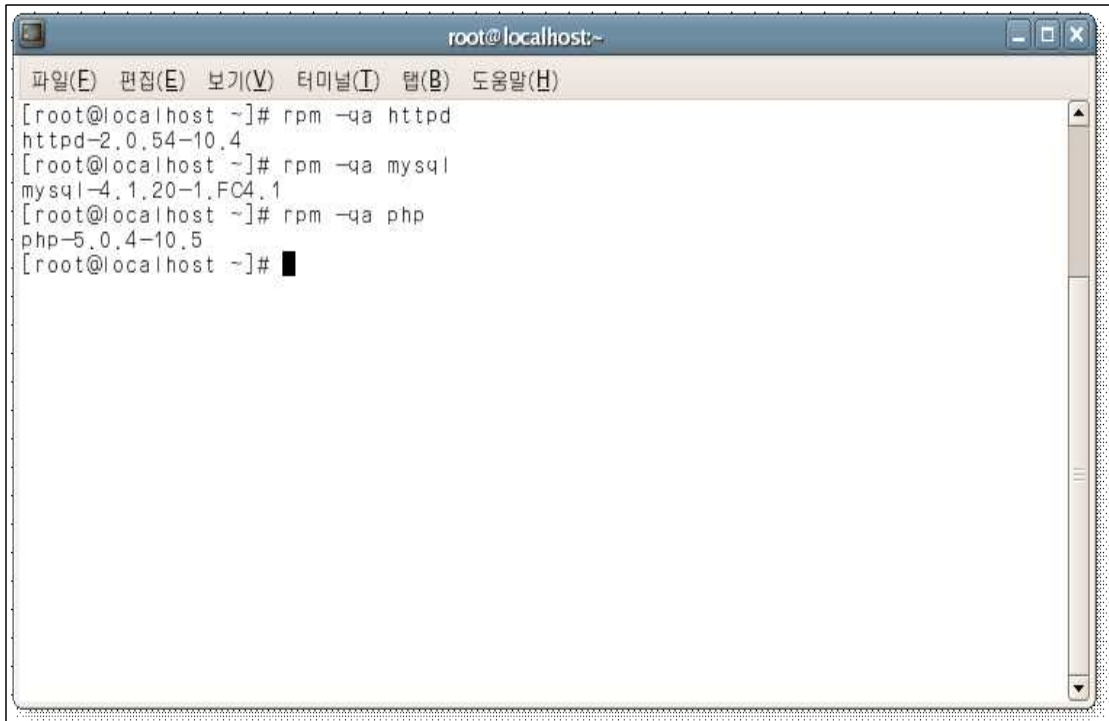 root@localhost:~
파일(F) 편집(E) 보기(V) 터미널(T) 탭(B) 도움말(H)
[root@localhost ~]# rpm -qa httpd
httpd-2.0.54-10.4
[root@localhost ~]# rpm -qa mysql
mysql-4.1.20-1.FC4.1
[root@localhost ~]# rpm -qa php
php-5.0.4-10.5
[root@localhost ~]#